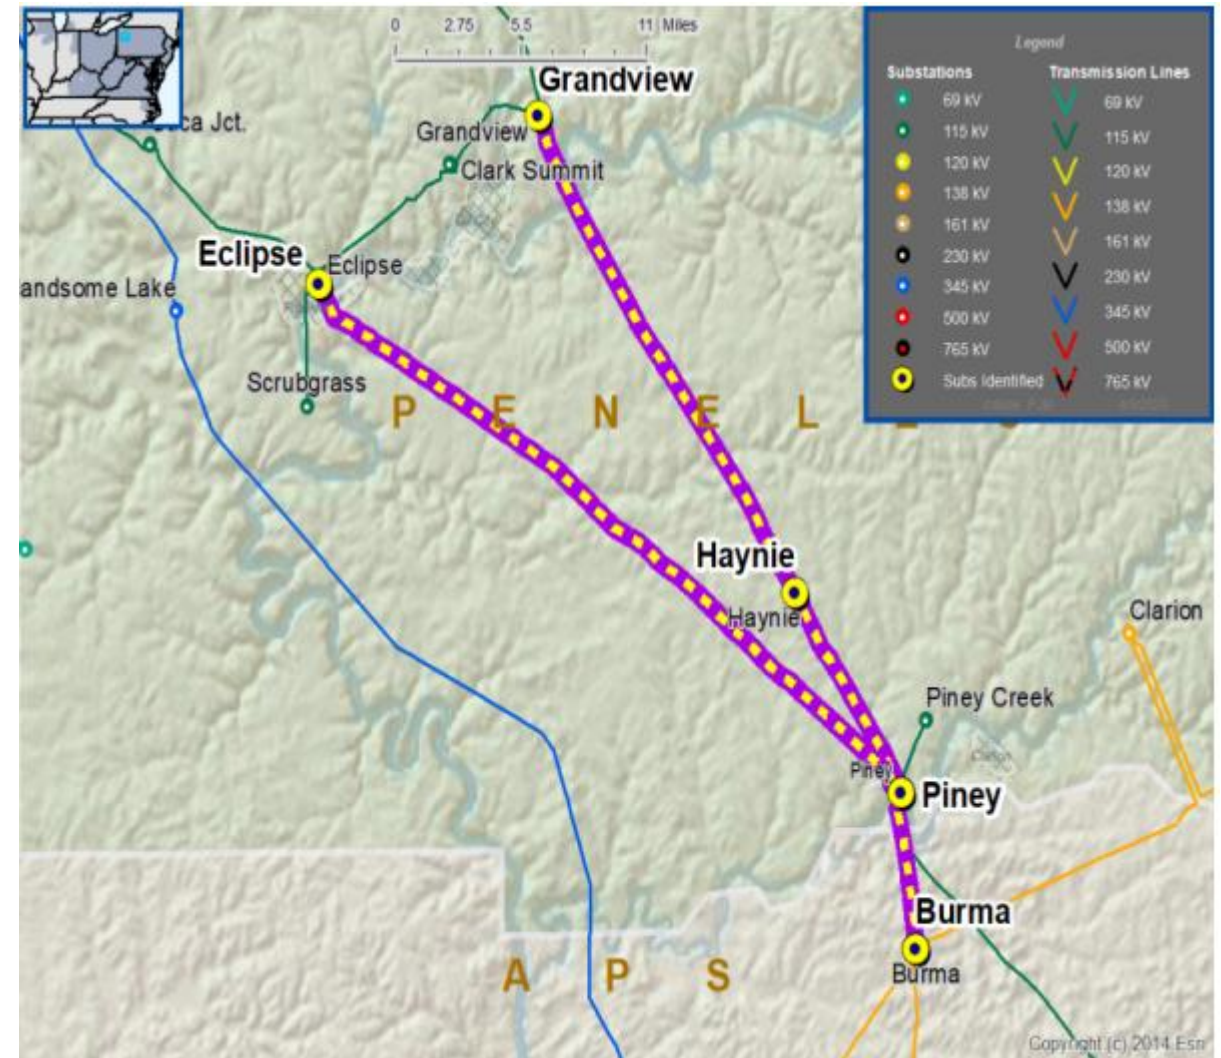 0 2.75 5.5 11 Miles
Legend
Substations Transmission Lines
69 kV 69 kV
115 kV 115 kV
120 kV 120 kV
138 kV 138 kV
161 kV 161 kV
230 kV 230 kV
345 kV 345 kV
500 kV 500 kV
765 kV 765 kV
Subs Identified
Grandview
Grandview
Jct.
Clark Summit
Eclipse
Eclipse
andsome Lake
Scrubgrass
P E N E L E
Haynie
Haynie
Clarion
Piney Creek
Piney
Piney
Burma
Burma
A P S
Copyright (c) 2014 Esri